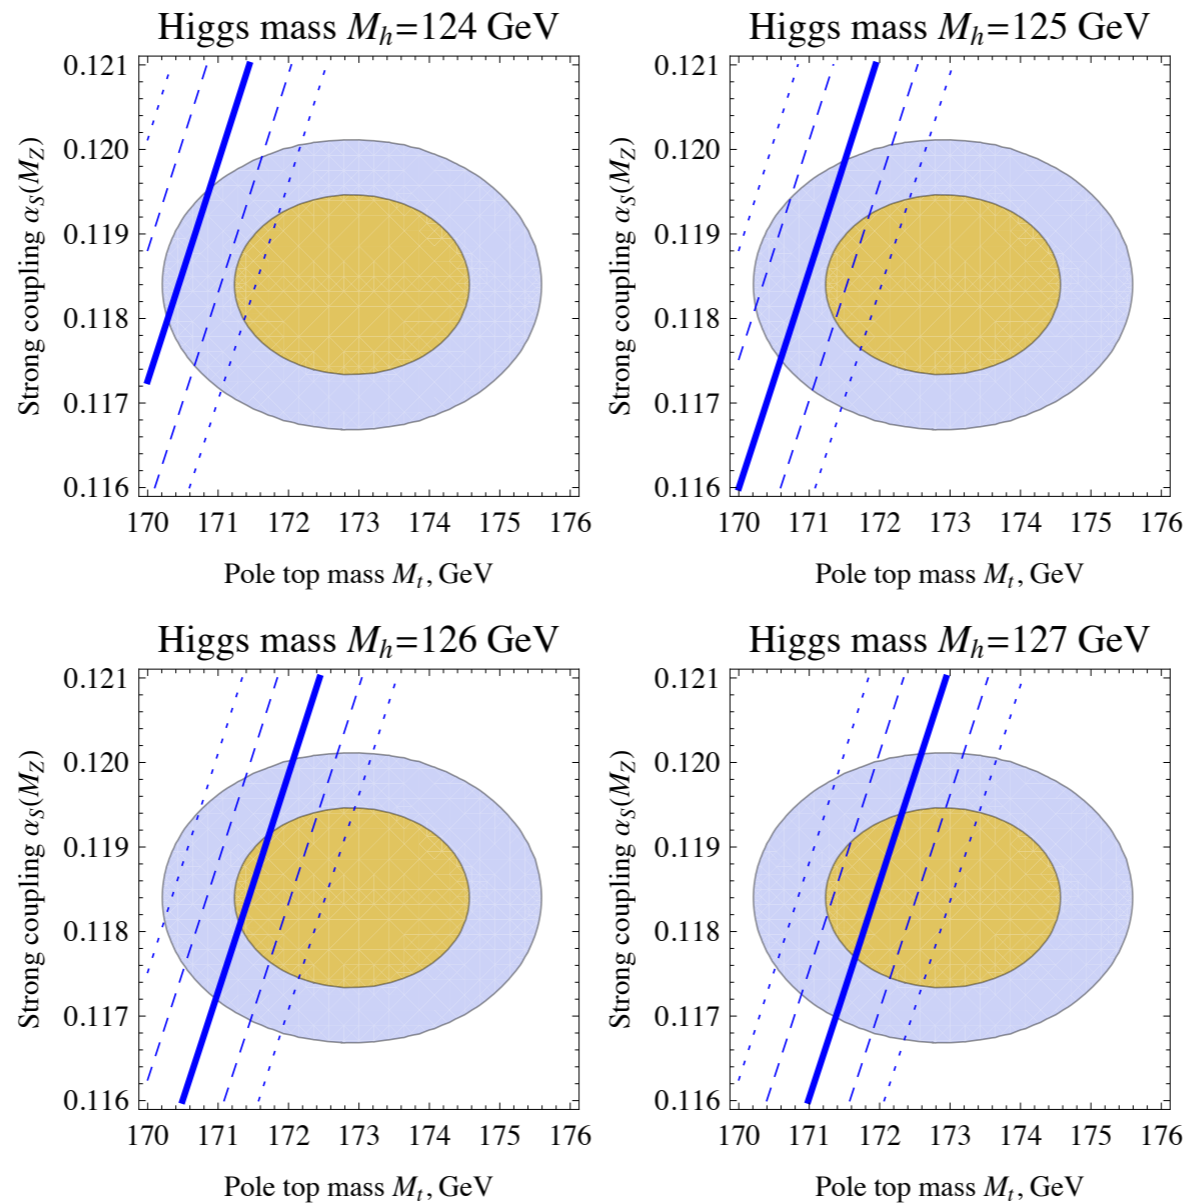 Higgs mass M_h=124 GeV
0.121
0.120
0.119
0.118
0.117
0.116
Strong coupling α_S(M_Z)
170 171 172 173 174 175 176
Pole top mass M_t, GeV
Higgs mass M_h=125 GeV
0.121
0.120
0.119
0.118
0.117
0.116
Strong coupling α_S(M_Z)
170 171 172 173 174 175 176
Pole top mass M_t, GeV
Higgs mass M_h=126 GeV
0.121
0.120
0.119
0.118
0.117
0.116
Strong coupling α_S(M_Z)
170 171 172 173 174 175 176
Pole top mass M_t, GeV
Higgs mass M_h=127 GeV
0.121
0.120
0.119
0.118
0.117
0.116
Strong coupling α_S(M_Z)
170 171 172 173 174 175 176
Pole top mass M_t, GeV